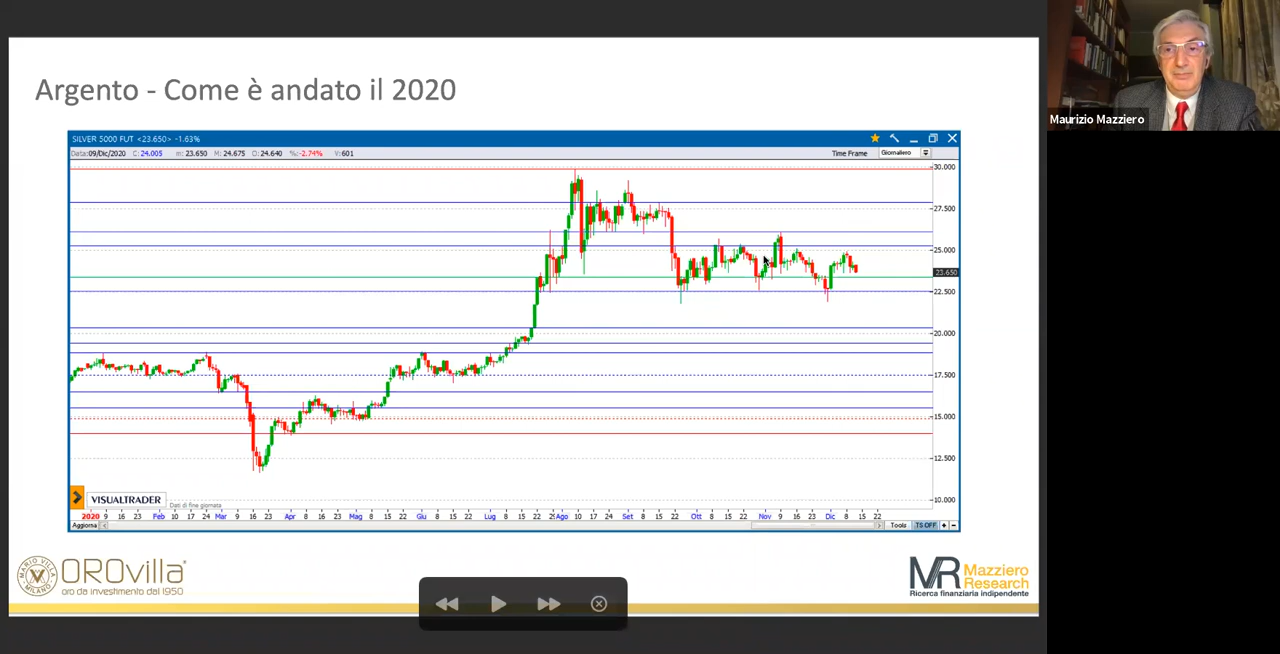 Argento - Come è andato il 2020
SILVER 5000 FUT <23.650> -1.63%
Data:09/Dic/2020 C: 24.005 m: 23.650 M: 24.675 O: 24.640 %:-2.74% V:601
Time Frame Giornaliero
30.000
27.500
25.000
23.650
22.500
20.000
17.500
15.000
12.500
10.000
VISUALTRADER
Dati di fine giornata
2020 9 16 23 Feb 10 17 24 Mar 9 16 23 Apr 8 16 23 Mag 8 15 22 Giu 8 15 22 Lug 8 15 22 Ago 10 17 24 Set 8 15 22 Ott 8 15 22 Nov 9 16 23 Dic 8 15 22
Aggiorna
Tools TS OFF + -
MARIO VILLA MILANO
OROvilla
oro da investimento dal 1950
MR Mazziero Research
Ricerca finanziaria indipendente
Maurizio Mazziero